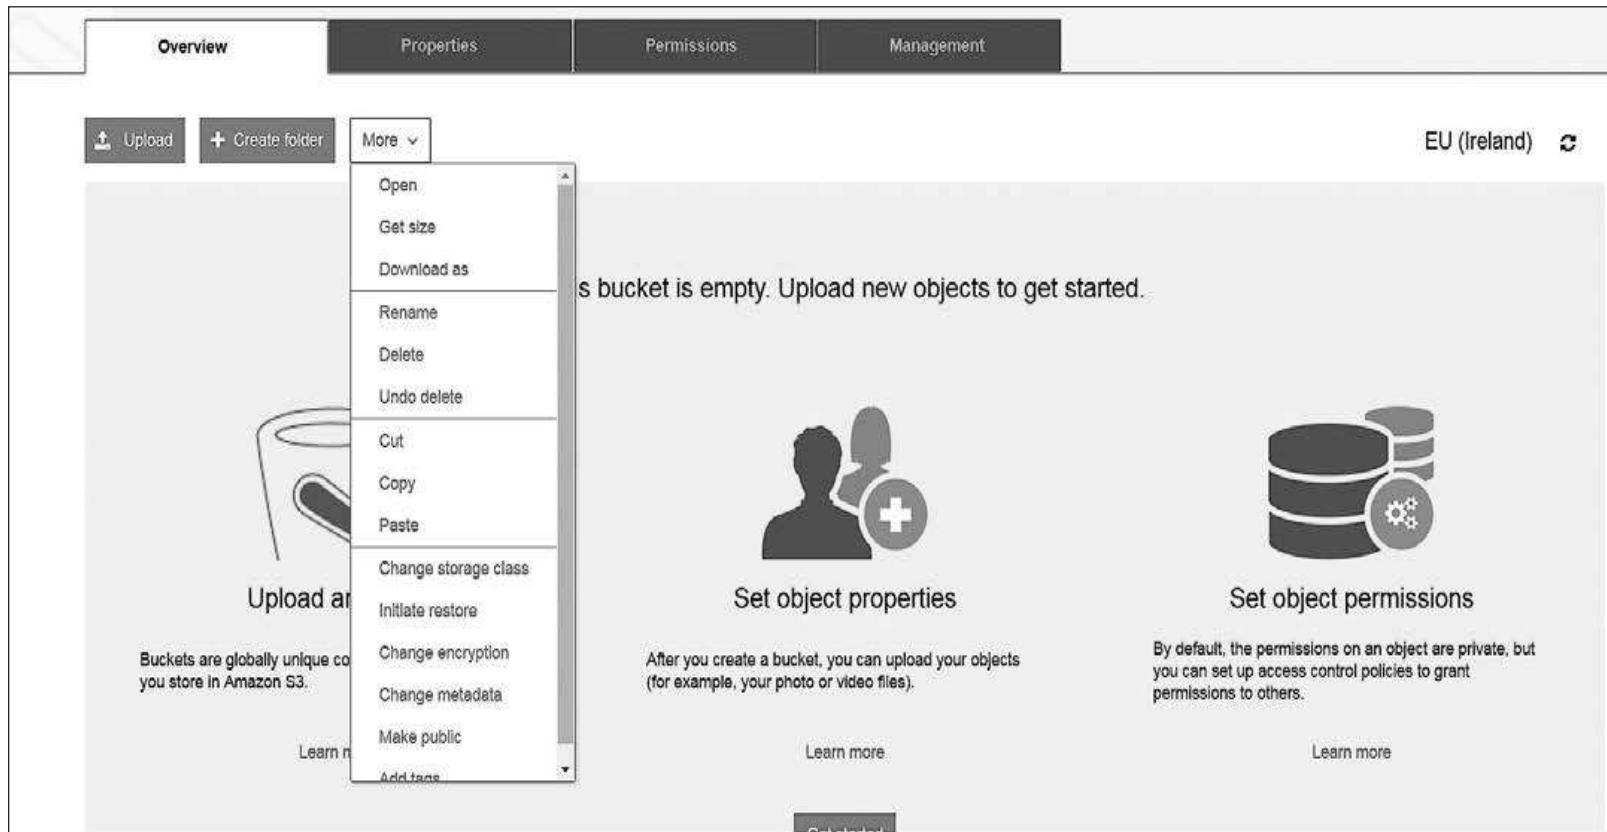 Overview Properties Permissions Management
Upload Create folder More EU (Ireland)
Open
Get size
Download as
s bucket is empty. Upload new objects to get started.
Rename
Delete
Undo delete
Cut
Copy
Paste
Change storage class
Initiate restore
Change encryption
Change metadata
Make public
Add tags
Upload
Buckets are globally unique
you store in Amazon S3.
Learn
Set object properties
After you create a bucket, you can upload your objects
(for example, your photo or video files).
Learn more
Set object permissions
By default, the permissions on an object are private, but
you can set up access control policies to grant
permissions to others.
Learn more
Get started